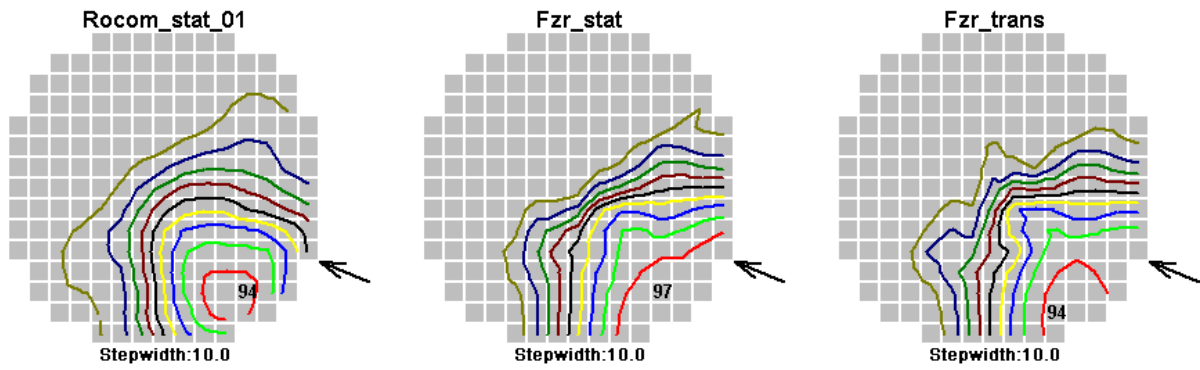 Rocom_stat_01
Fzr_stat
Fzr_trans
94
97
94
Stepwidth:10.0
Stepwidth:10.0
Stepwidth:10.0